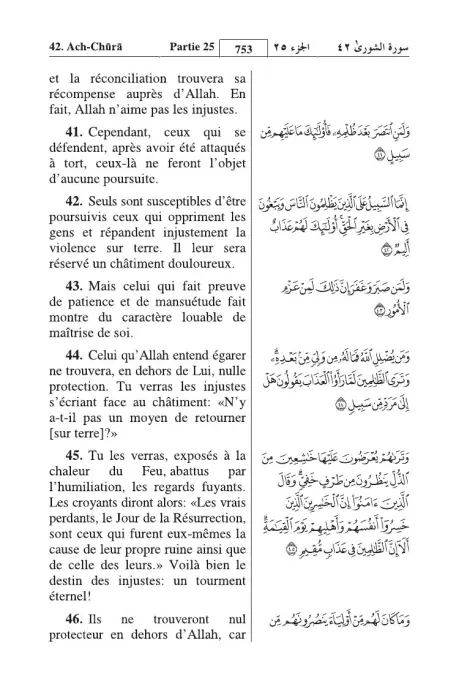 42. Ach-Chūrā Partie 25 753 الجزء ٢٥ سورة الشورىٰ ٤٢
et la réconciliation trouvera sa
récompense auprès d’Allah. En
fait, Allah n’aime pas les injustes.
41. Cependant, ceux qui se
défendent, après avoir été attaqués
à tort, ceux-là ne feront l’objet
d’aucune poursuite.
42. Seuls sont susceptibles d’être
poursuivis ceux qui oppriment les
gens et répandent injustement la
violence sur terre. Il leur sera
réservé un châtiment douloureux.
43. Mais celui qui fait preuve
de patience et de mansuétude fait
montre du caractère louable de
maîtrise de soi.
44. Celui qu’Allah entend égarer
ne trouvera, en dehors de Lui, nulle
protection. Tu verras les injustes
s’écriant face au châtiment: «N’y
a-t-il pas un moyen de retourner
[sur terre]?»
45. Tu les verras, exposés à la
chaleur du Feu, abattus par
l’humiliation, les regards fuyants.
Les croyants diront alors: «Les vrais
perdants, le Jour de la Résurrection,
sont ceux qui furent eux-mêmes la
cause de leur propre ruine ainsi que
de celle des leurs.» Voilà bien le
destin des injustes: un tourment
éternel!
46. Ils ne trouveront nul
protecteur en dehors d’Allah, car
وَلَمَنِ ٱنتَصَرَ بَعْدَ ظُلْمِهِۦ فَأُو۟لَٰٓئِكَ مَا عَلَيْهِم مِّن
سَبِيلٍ ٤١
إِنَّمَا ٱلسَّبِيلُ عَلَى ٱلَّذِينَ يَظْلِمُونَ ٱلنَّاسَ وَيَبْغُونَ
فِى ٱلْأَرْضِ بِغَيْرِ ٱلْحَقِّ ۚ أُو۟لَٰٓئِكَ لَهُمْ عَذَابٌ
أَلِيمٌ ٤٢
وَلَمَن صَبَرَ وَغَفَرَ إِنَّ ذَٰلِكَ لَمِنْ عَزْمِ
ٱلْأُمُورِ ٤٣
وَمَن يُضْلِلِ ٱللَّهُ فَمَا لَهُۥ مِن وَلِىٍّ مِّنۢ بَعْدِهِۦ ۗ
وَتَرَى ٱلظَّٰلِمِينَ لَمَّا رَأَوُا۟ ٱلْعَذَابَ يَقُولُونَ هَلْ
إِلَىٰ مَرَدٍّ مِّن سَبِيلٍ ٤٤
وَتَرَىٰهُمْ يُعْرَضُونَ عَلَيْهَا خَٰشِعِينَ مِنَ
ٱلذُّلِّ يَنظُرُونَ مِن طَرْفٍ خَفِىٍّ ۗ وَقَالَ
ٱلَّذِينَ ءَامَنُوٓا۟ إِنَّ ٱلْخَٰسِرِينَ ٱلَّذِينَ
خَسِرُوٓا۟ أَنفُسَهُمْ وَأَهْلِيهِمْ يَوْمَ ٱلْقِيَٰمَةِ ۗ
أَلَآ إِنَّ ٱلظَّٰلِمِينَ فِى عَذَابٍ مُّقِيمٍ ٤٥
وَمَا كَانَ لَهُم مِّنْ أَوْلِيَآءَ يَنصُرُونَهُم مِّن